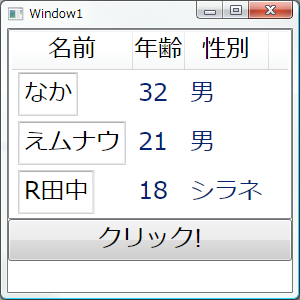 Window1
名前 年齢 性別
なか 32 男
えムナウ 21 男
R田中 18 シラネ
クリック!